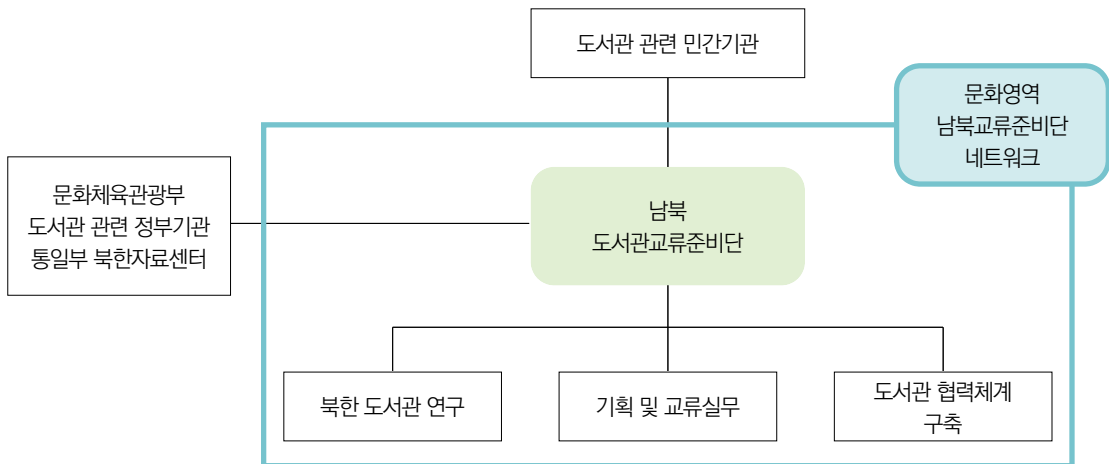 도서관 관련 민간기관
문화영역
남북교류준비단
네트워크
문화체육관광부
도서관 관련 정부기관
통일부 북한자료센터
남북
도서관교류준비단
북한 도서관 연구
기획 및 교류실무
도서관 협력체계
구축